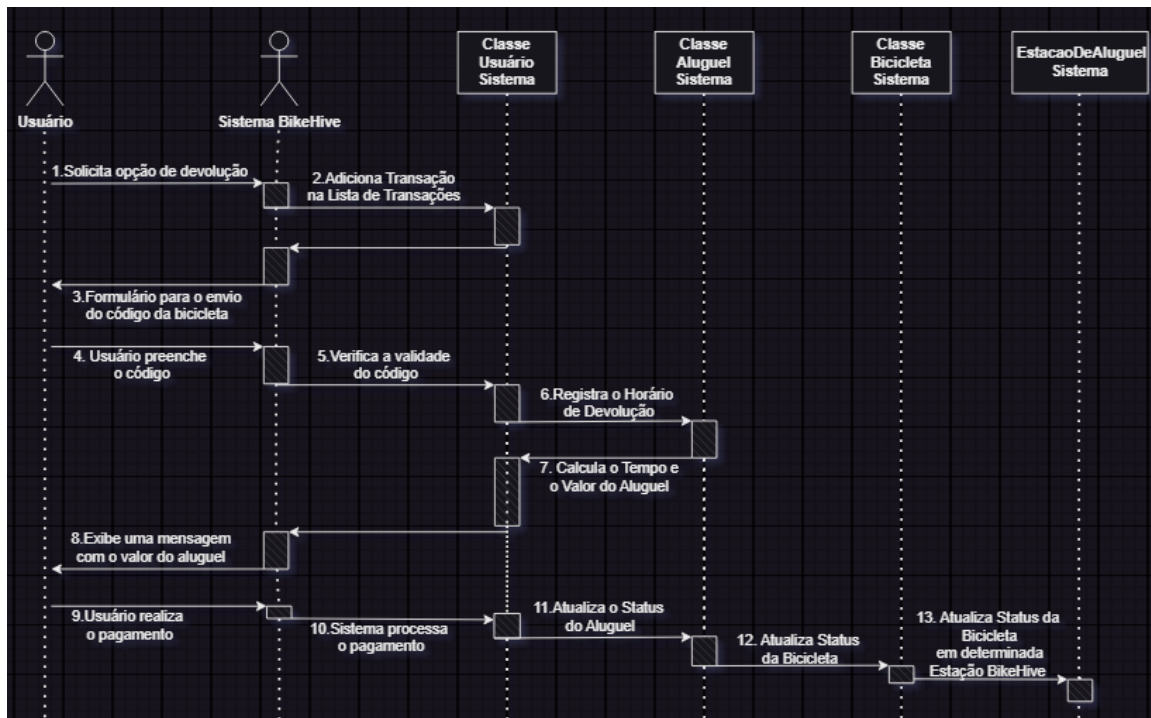 Classe
Usuário
Sistema
Classe
Aluguel
Sistema
Classe
Bicicleta
Sistema
EstacaoDeAluguel
Sistema
Usuário
Sistema BikeHive
1.Solicita opção de devolução
2.Adiciona Transação
na Lista de Transações
3.Formulário para o envio
do código da bicicleta
4. Usuário preenche
o código
5.Verifica a validade
do código
6.Registra o Horário
de Devolução
7. Calcula o Tempo e
o Valor do Aluguel
8.Exibe uma mensagem
com o valor do aluguel
9.Usuário realiza
o pagamento
10.Sistema processa
o pagamento
11.Atualiza o Status
do Aluguel
12. Atualiza Status
da Bicicleta
13. Atualiza Status da
Bicicleta
em determinada
Estação BikeHive